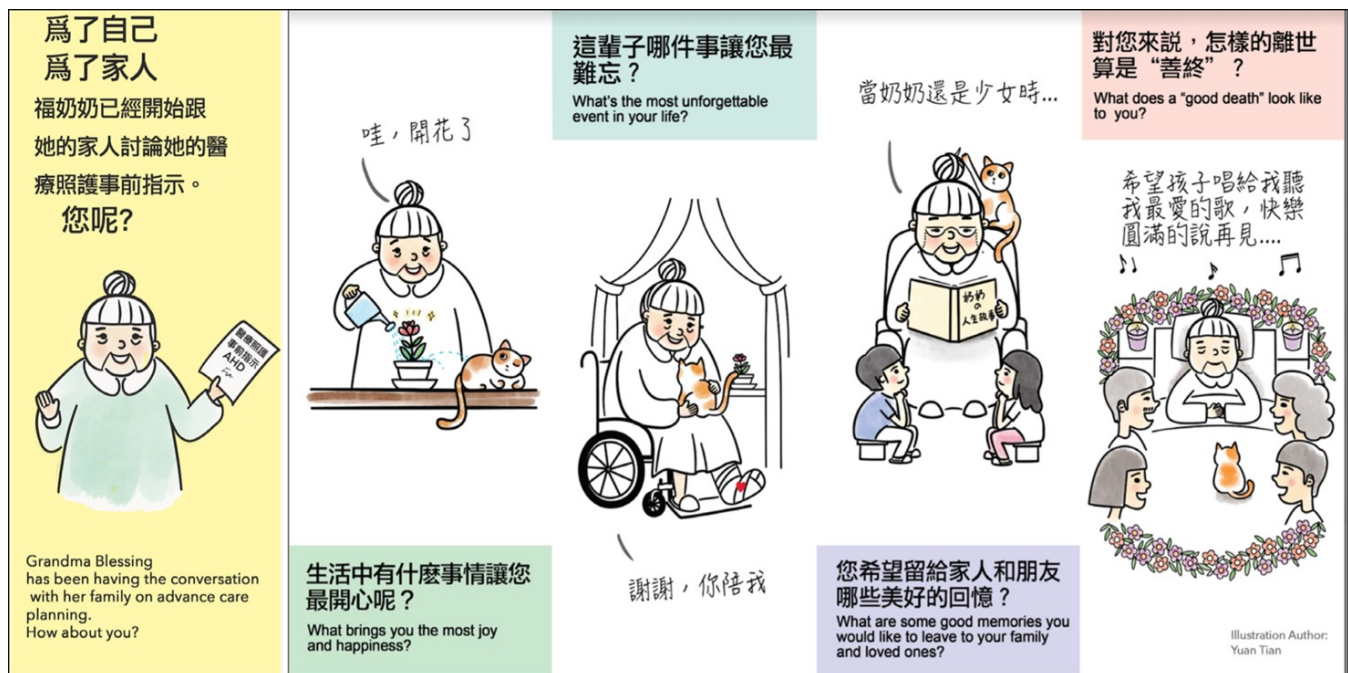 爲了自己
爲了家人
福奶奶已經開始跟
她的家人討論她的醫
療照護事前指示。
您呢?
醫療照護
事前指示
AHD
Grandma Blessing
has been having the conversation
with her family on advance care
planning.
How about you?
哇，開花了
生活中有什麼事情讓您
最開心呢？
What brings you the most joy
and happiness?
這輩子哪件事讓您最
難忘？
What's the most unforgettable
event in your life?
謝謝，你陪我
當奶奶還是少女時...
奶奶
の
人生故事
您希望留給家人和朋友
哪些美好的回憶？
What are some good memories you
would like to leave to your family
and loved ones?
對您來説，怎樣的離世
算是“善終”？
What does a “good death” look like
to you?
希望孩子唱給我聽
我最愛的歌，快樂
圓滿的說再見....
Illustration Author:
Yuan Tian